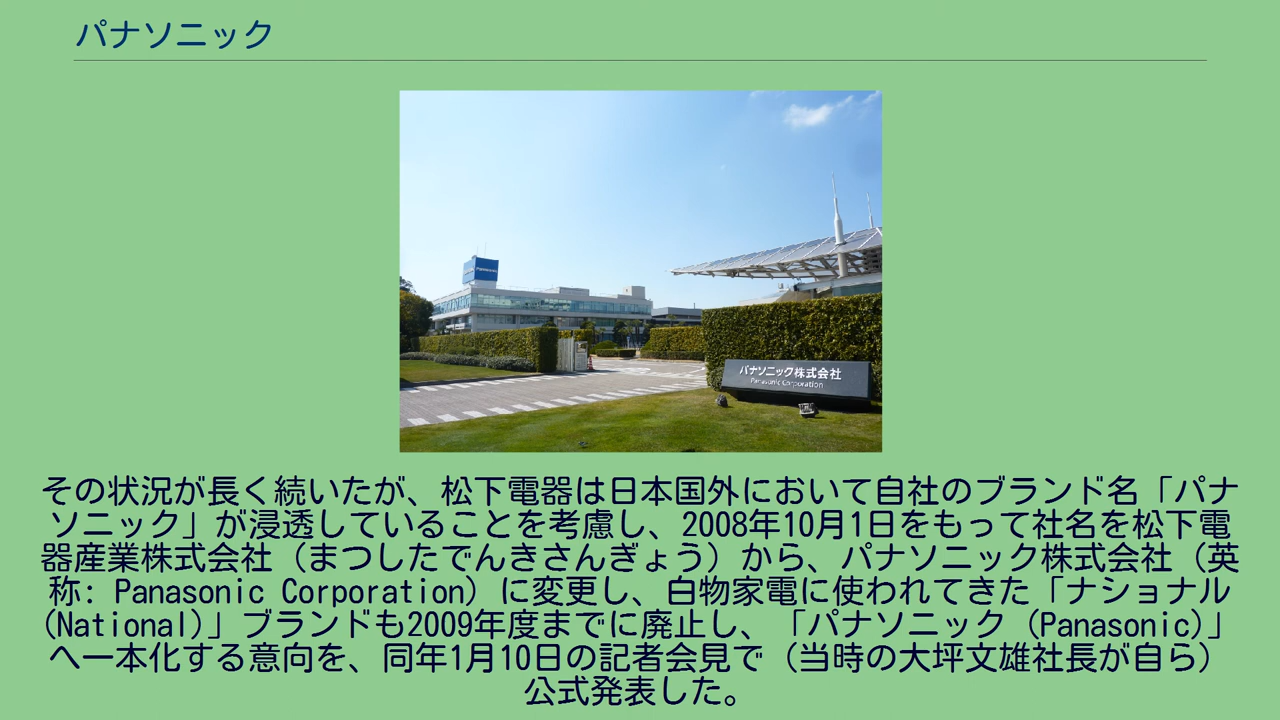 パナソニック
Panasonic
パナソニック株式会社
Panasonic Corporation
その状況が長く続いたが、松下電器は日本国外において自社のブランド名「パナ
ソニック」が浸透していることを考慮し、2008年10月1日をもって社名を松下電
器産業株式会社（まつしたでんきさんぎょう）から、パナソニック株式会社（英
称: Panasonic Corporation）に変更し、白物家電に使われてきた「ナショナル
(National)」ブランドも2009年度までに廃止し、「パナソニック (Panasonic)」
へ一本化する意向を、同年1月10日の記者会見で（当時の大坪文雄社長が自ら）
公式発表した。